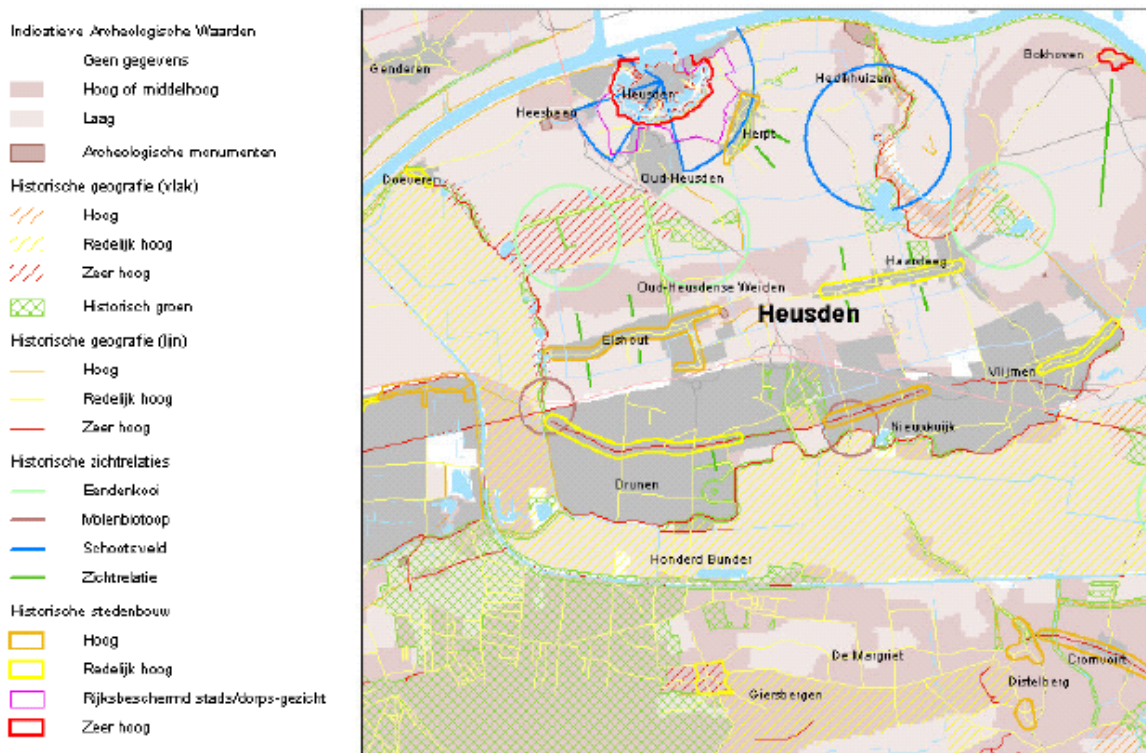 Indicatieve Archeologische Waarden
Geen gegevens
Hoog of middelhoog
Laag
Archeologische monumenten
Historische geografie (vlak)
Hoog
Redelijk hoog
Zeer hoog
Historisch groen
Historische geografie (lijn)
Hoog
Redelijk hoog
Zeer hoog
Historische zichtrelaties
Eendenkooi
Molenbiotoop
Schootsveld
Zichtrelatie
Historische stedenbouw
Hoog
Redelijk hoog
Rijksbeschermd stads/dorps-gezicht
Zeer hoog
Genderen
Bokhoven
Hedikhuizen
Heusden
Heesbeen
Herpt
Doeveren
Oud-Heusden
Haarsteeg
Oud-Heusdense Weiden
Heusden
Elshout
Vlijmen
Nieuwkuijk
Drunen
Honderd Bunder
De Margriet
Cromvoirt
Distelberg
Giersbergen